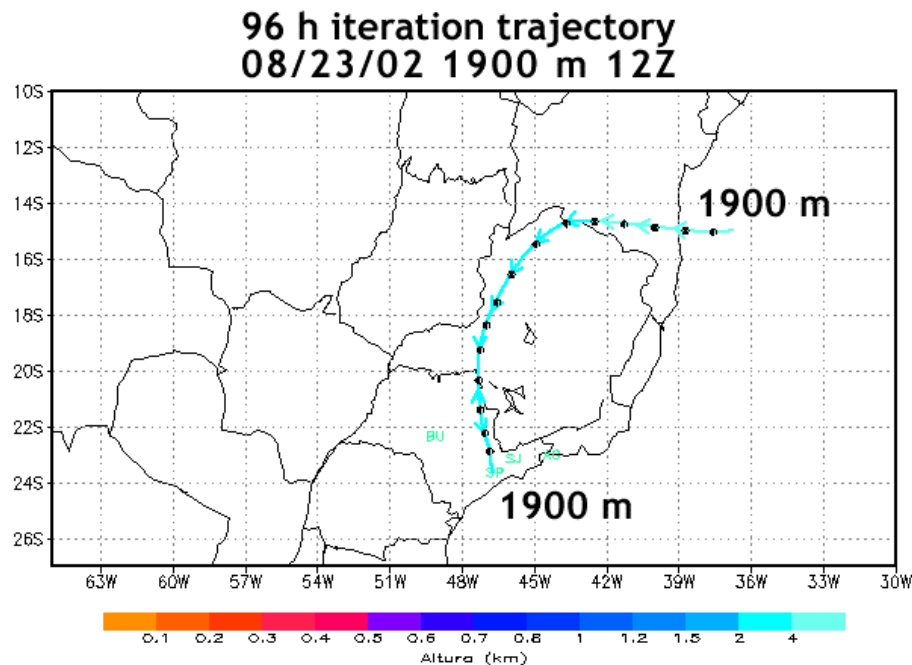 96 h iteration trajectory
08/23/02 1900 m 12Z
10S
12S
14S
1900 m
16S
18S
20S
22S
BU
SJ
24S
SP
1900 m
26S
63W 60W 57W 54W 51W 48W 45W 42W 39W 36W 33W 30W
0.1 0.2 0.3 0.4 0.5 0.6 0.7 0.8 1 1.2 1.5 2 4
Altura (km)